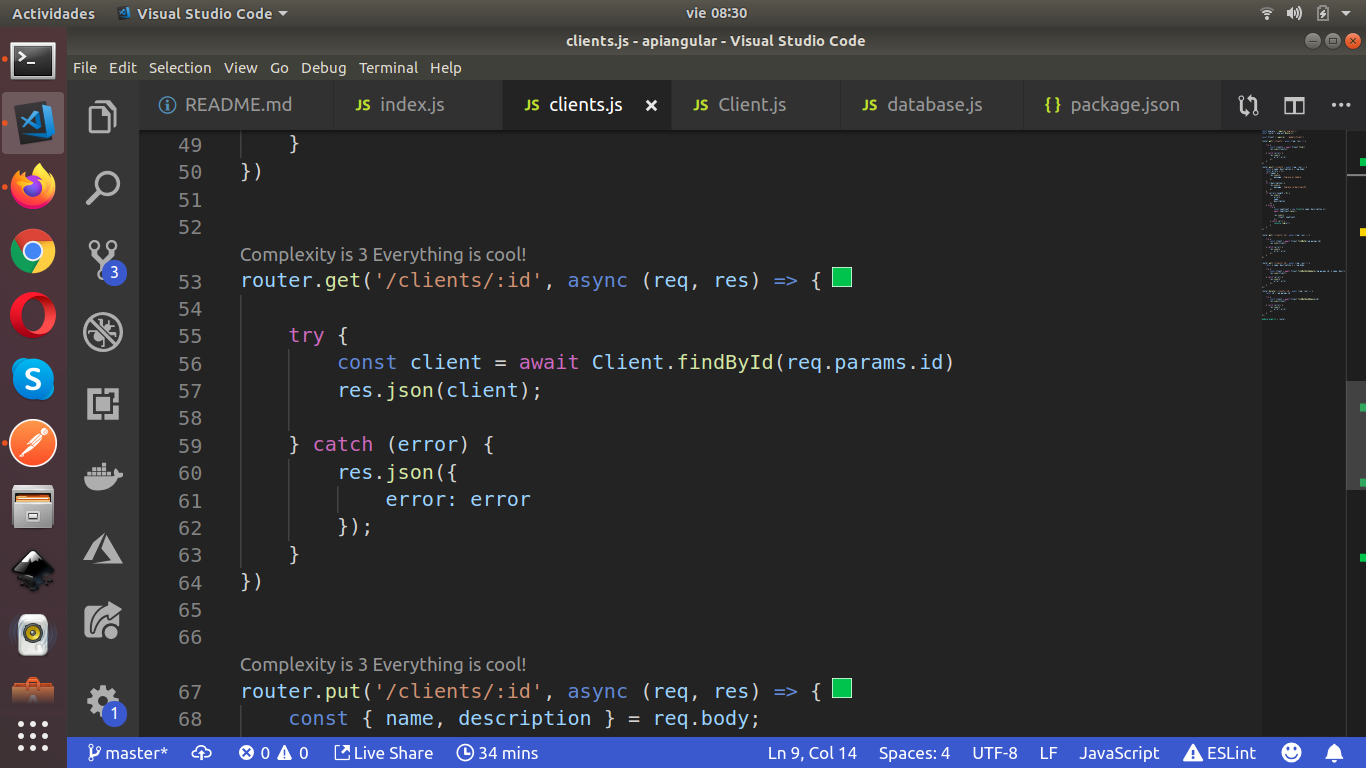 Actividades Visual Studio Code vie 08:30
clients.js - apiangular - Visual Studio Code
File Edit Selection View Go Debug Terminal Help
README.md JS index.js JS clients.js × JS Client.js JS database.js {} package.json ···
49 }
50 })
51
52
Complexity is 3 Everything is cool!
53 router.get('/clients/:id', async (req, res) => {
54
55 try {
56 const client = await Client.findById(req.params.id)
57 res.json(client);
58
59 } catch (error) {
60 res.json({
61 error: error
62 });
63 }
64 })
65
66
Complexity is 3 Everything is cool!
67 router.put('/clients/:id', async (req, res) => {
68 const { name, description } = req.body;
3
1
master* 0 0 Live Share 34 mins Ln 9, Col 14 Spaces: 4 UTF-8 LF JavaScript ESLint